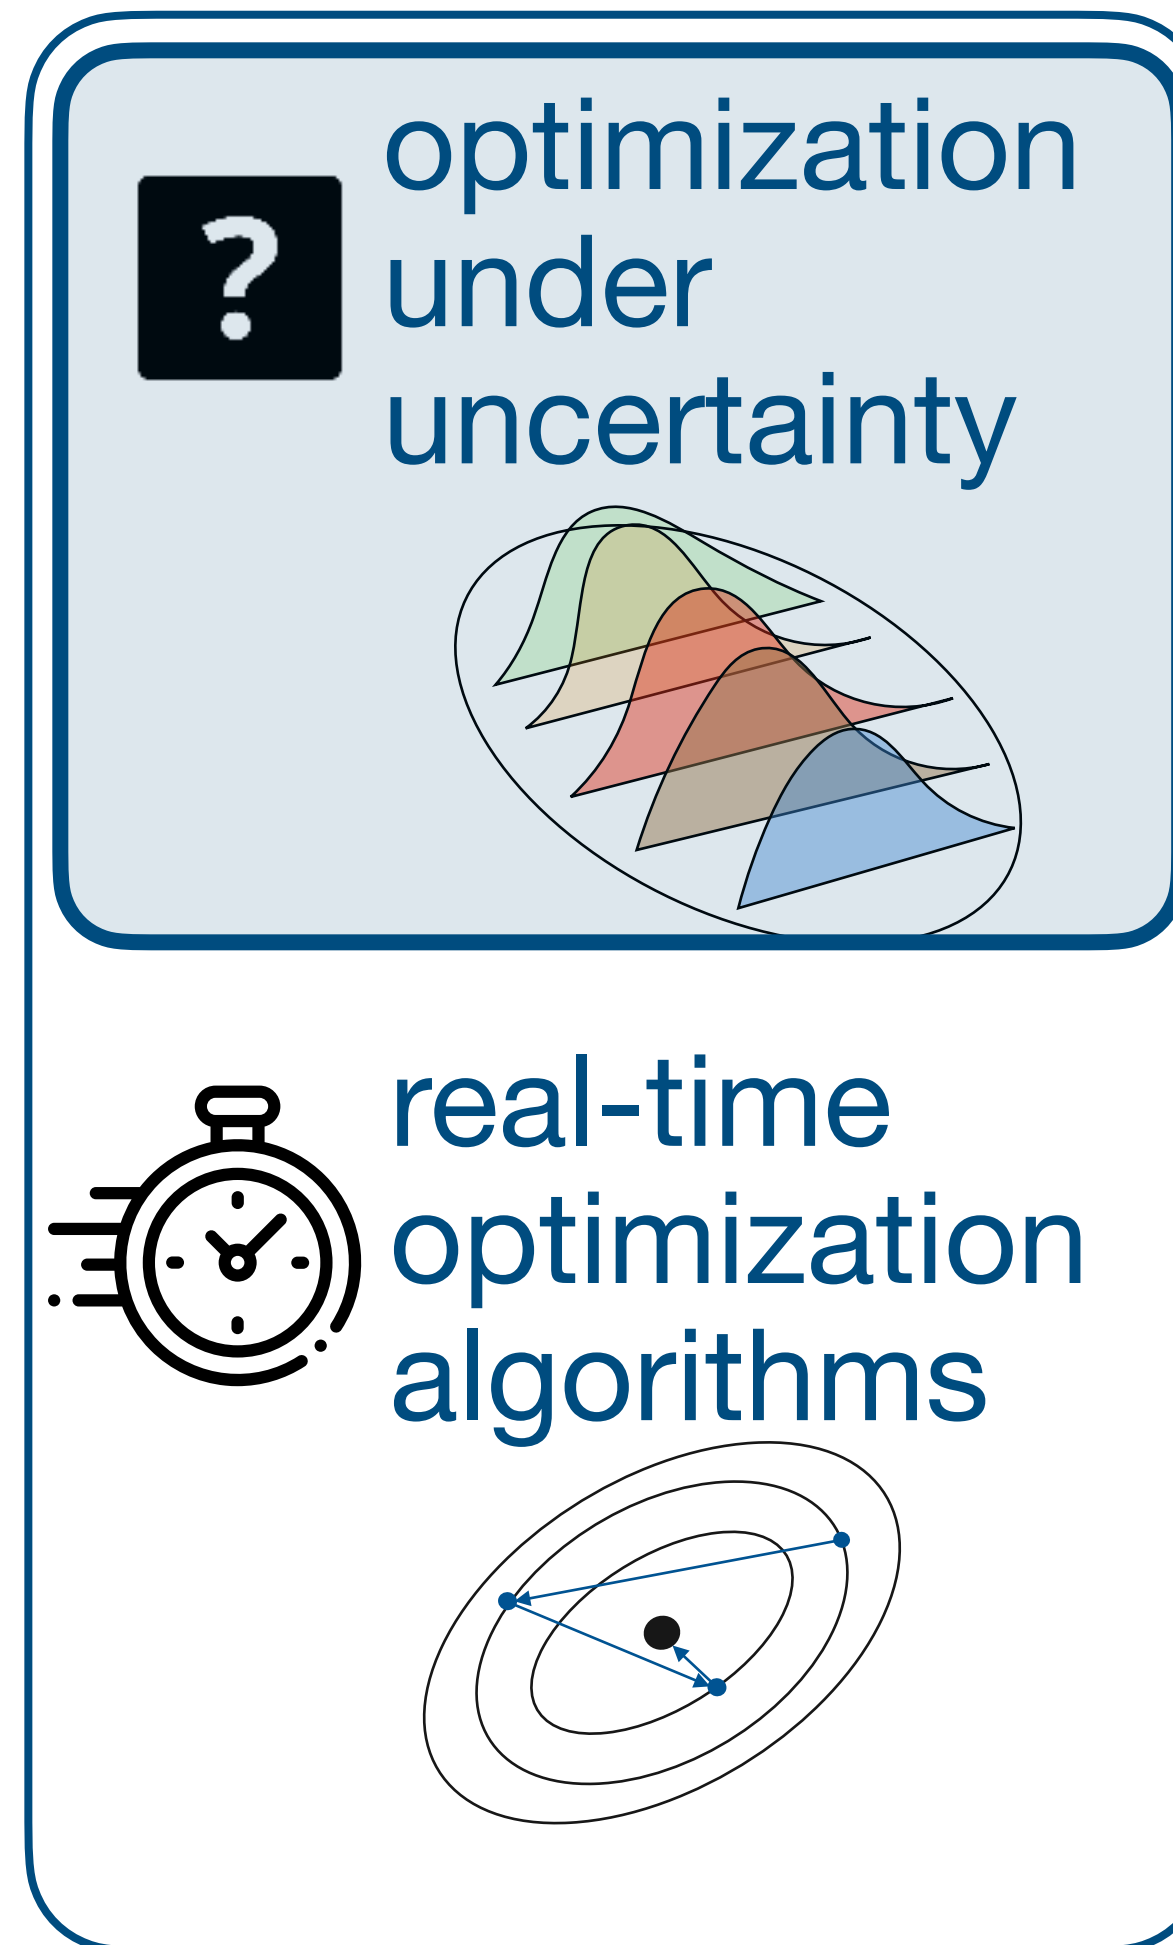 ?
optimization
under
uncertainty
real-time
optimization
algorithms